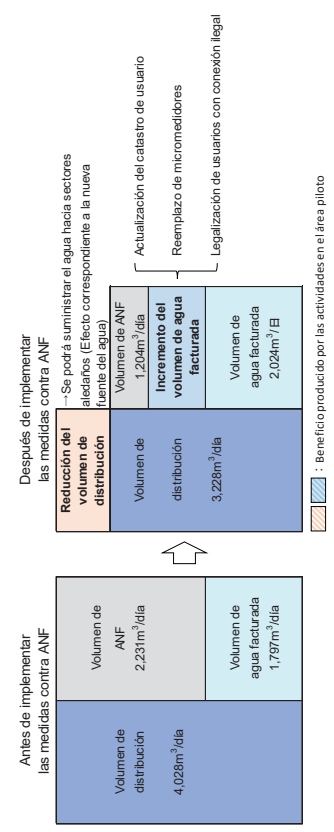 Antes de implementar
las medidas contra ANF
Volumen de
distribución
4,028m³/día
Volumen de
ANF
2,231m³/día
Volumen de
agua facturada
1,797m³/día
Después de implementar
las medidas contra ANF
Reducción del
volumen de
distribución
→Se podrá suministrar el agua hacia sectores
aledaños (Efecto correspondiente a la nueva
fuente del agua)
Volumen de
distribución
3,228m³/día
Volumen de ANF
1,204m³/día
Incremento del
volumen de agua
facturada
Volumen de
agua facturada
2,024m³/日
Actualización del catastro de usuario
Reemplazo de micromedidores
Legalización de usuarios con conexión ilegal
: Beneficio producido por las actividades en el área piloto